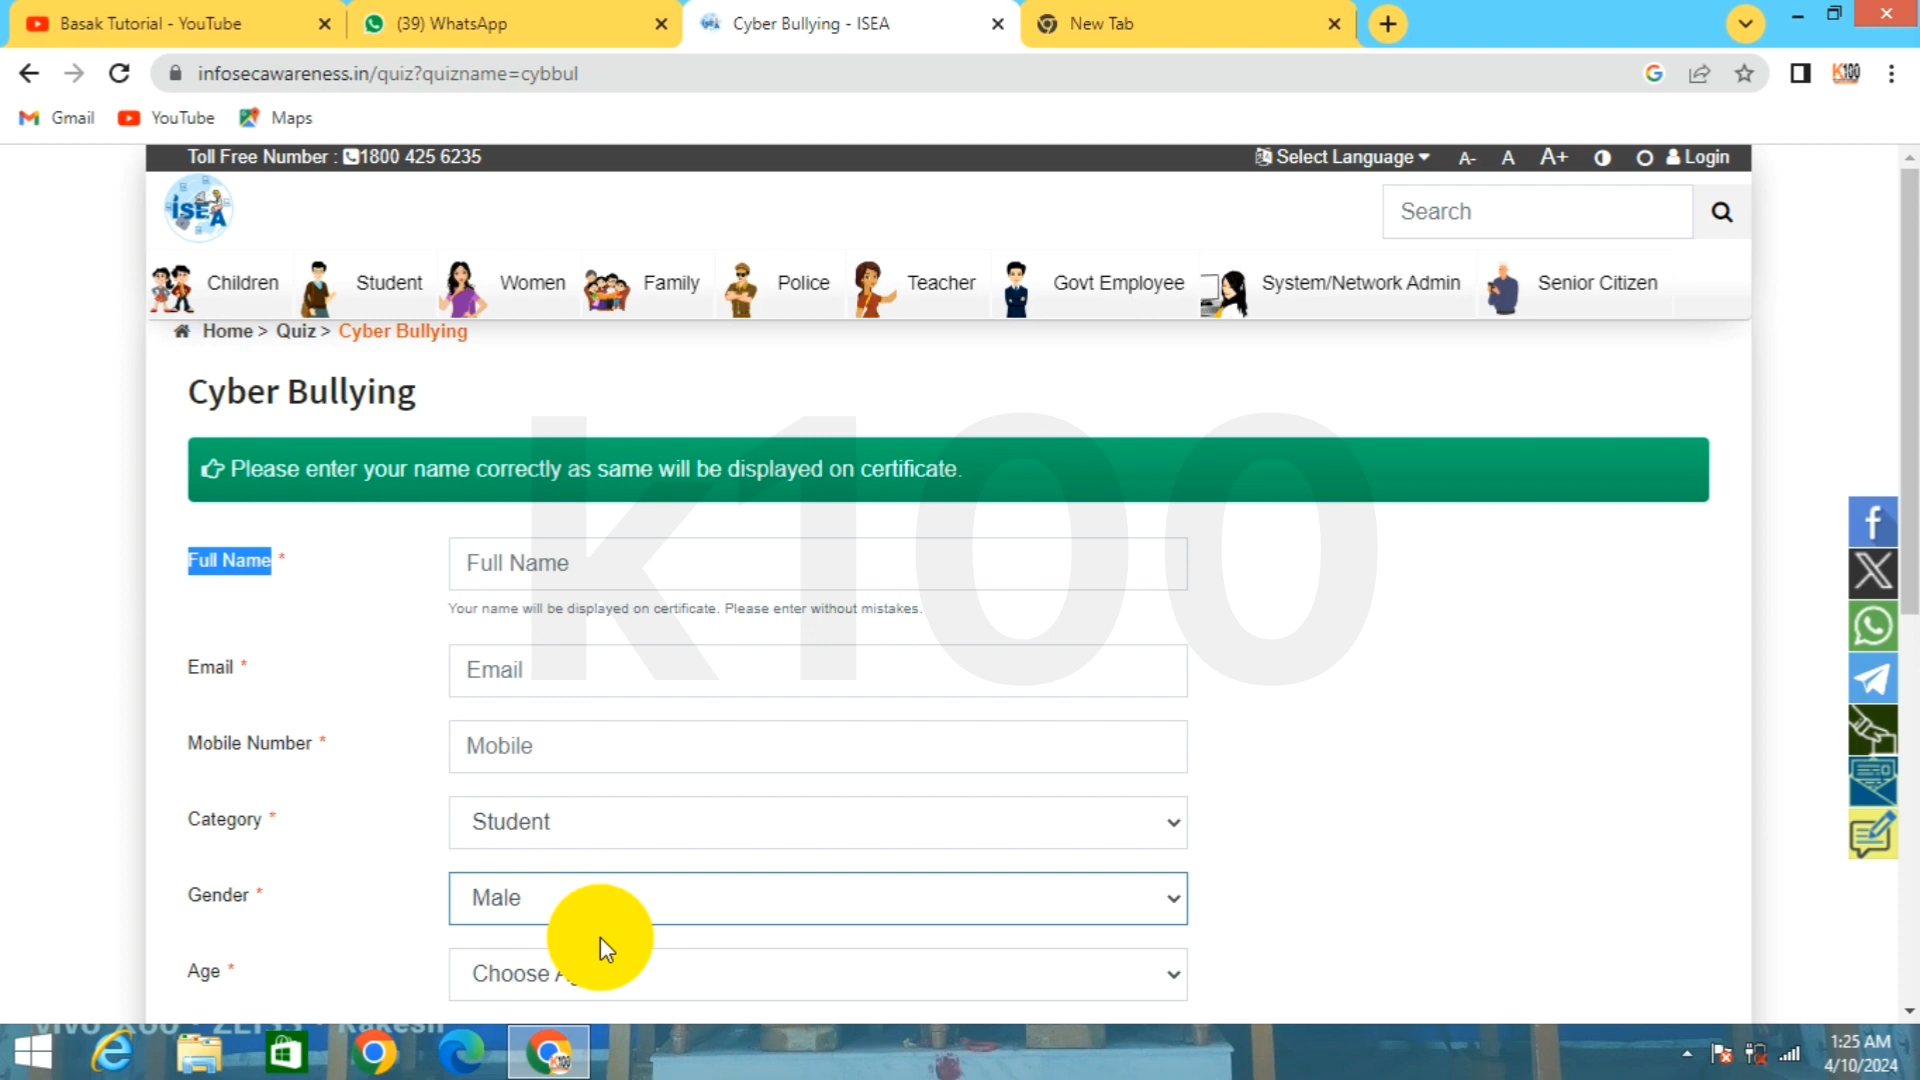 Basak Tutorial - YouTube
(39) WhatsApp
Cyber Bullying - ISEA
New Tab
infosecawareness.in/quiz?quizname=cybbul
K100
Gmail
YouTube
Maps
Toll Free Number : 1800 425 6235
Select Language
A-
A
A+
Login
ISEA
Search
Children
Student
Women
Family
Police
Teacher
Govt Employee
System/Network Admin
Senior Citizen
Home > Quiz > Cyber Bullying
Cyber Bullying
Please enter your name correctly as same will be displayed on certificate.
k100
Full Name *
Full Name
Your name will be displayed on certificate. Please enter without mistakes.
Email *
Email
Mobile Number *
Mobile
Category *
Student
Gender *
Male
Age *
Choose
1:25 AM
4/10/2024